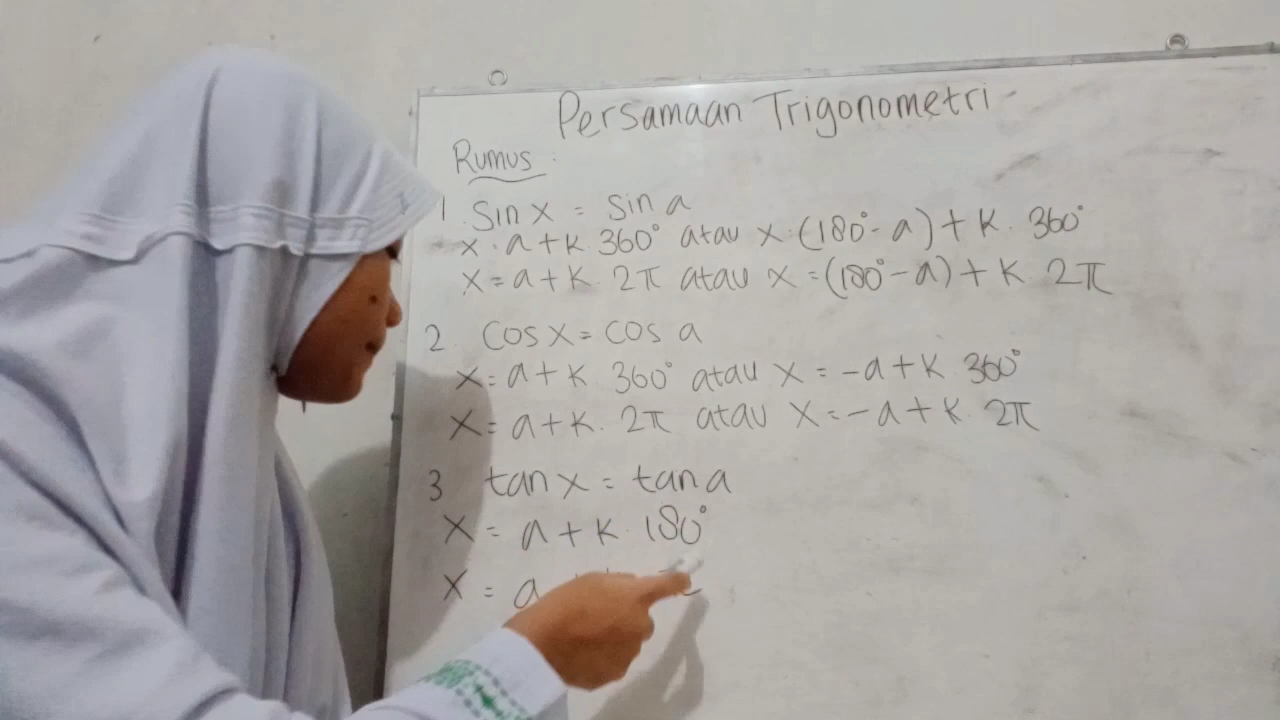 Persamaan Trigonometri
Rumus :
1. Sin x = Sin a
x = a + k. 360° atau x = (180° - a) + k. 360°
x = a + k. 2π atau x = (180° - a) + k. 2π
2. Cos x = cos a
x = a + k 360° atau x = -a + k 360°
x = a + k. 2π atau x = -a + k. 2π
3 tan x = tan a
x = a + k. 180°
x = a